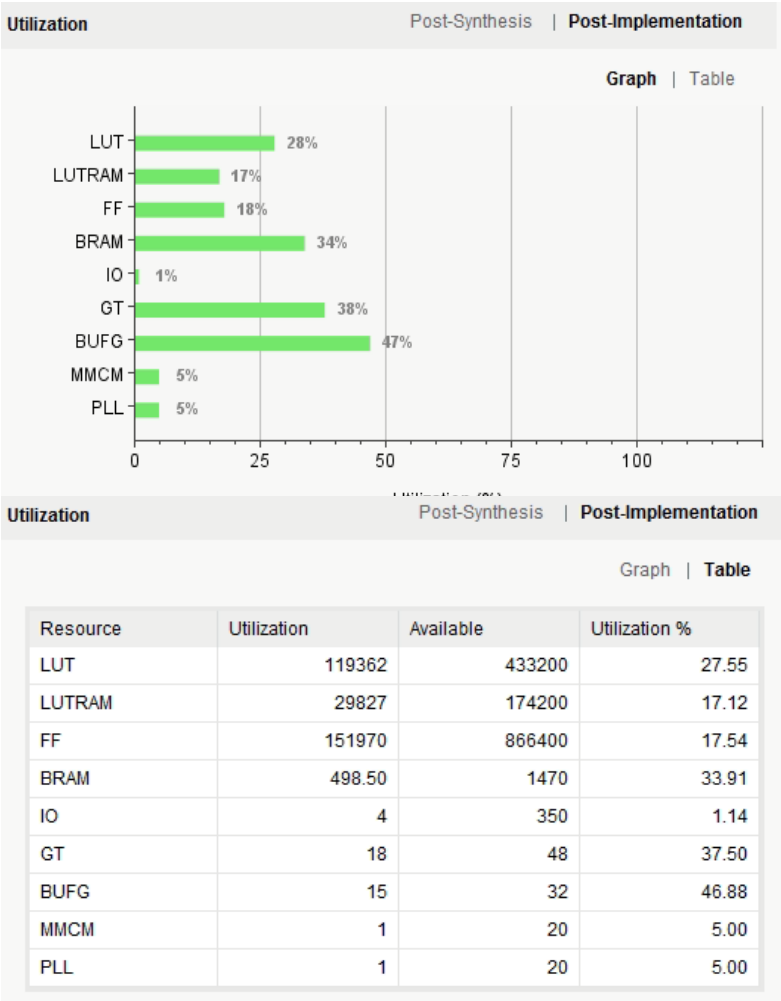 Utilization Post-Synthesis | Post-Implementation
Graph | Table
LUT 28%
LUTRAM 17%
FF 18%
BRAM 34%
IO 1%
GT 38%
BUFG 47%
MMCM 5%
PLL 5%
0 25 50 75 100
Utilization (%)
Utilization Post-Synthesis | Post-Implementation
Graph | Table
Resource Utilization Available Utilization %
LUT 119362 433200 27.55
LUTRAM 29827 174200 17.12
FF 151970 866400 17.54
BRAM 498.50 1470 33.91
IO 4 350 1.14
GT 18 48 37.50
BUFG 15 32 46.88
MMCM 1 20 5.00
PLL 1 20 5.00